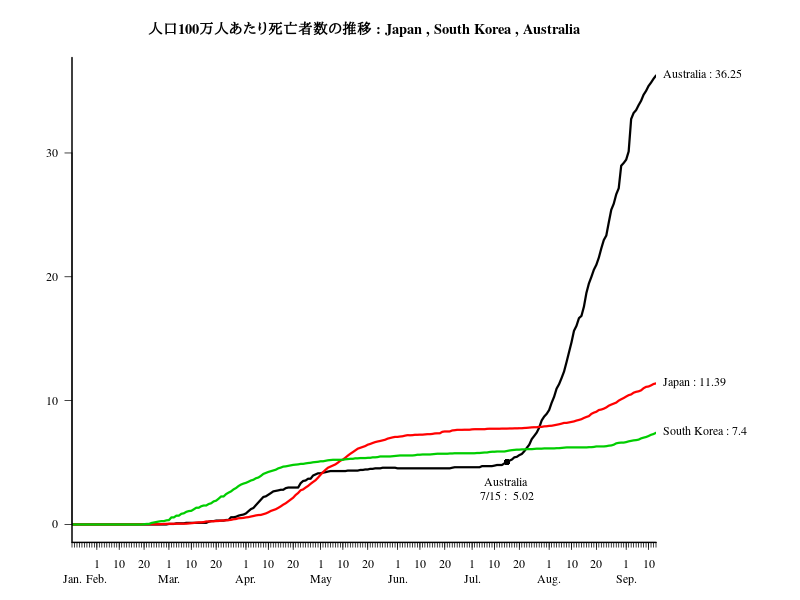 人口100万人あたり死亡者数の推移 : Japan , South Korea , Australia
Australia : 36.25
30
20
Japan : 11.39
10
South Korea : 7.4
Australia
7/15 : 5.02
0
1 10 20 1 10 20 1 10 20 1 10 20 1 10 20 1 10 20 1 10 20 1 10
Jan. Feb. Mar. Apr. May Jun. Jul. Aug. Sep.